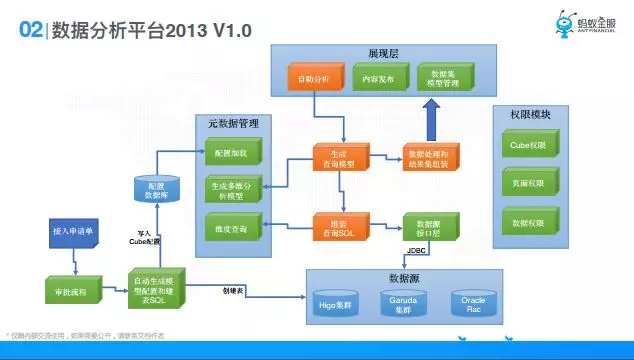 02 数据分析平台2013 V1.0
蚂蚁金服
ANT FINANCIAL
展现层
自助分析
内容发布
数据集
模型管理
元数据管理
配置加载
生成多维分
析模型
维度查询
权限模块
Cube权限
页面权限
数据权限
生成
查询模型
数据处理和
结果集组装
配置
数据库
组装
查询SQL
数据源
接口层
接入申请单
写入
Cube配置
JDBC
审批流程
自动生成模
型配置和建
表SQL
创建表
数据源
Higo集群
Garuda
集群
Oracle
Rac
* 仅限内部交流使用，如果需要公开，请联系文档作者